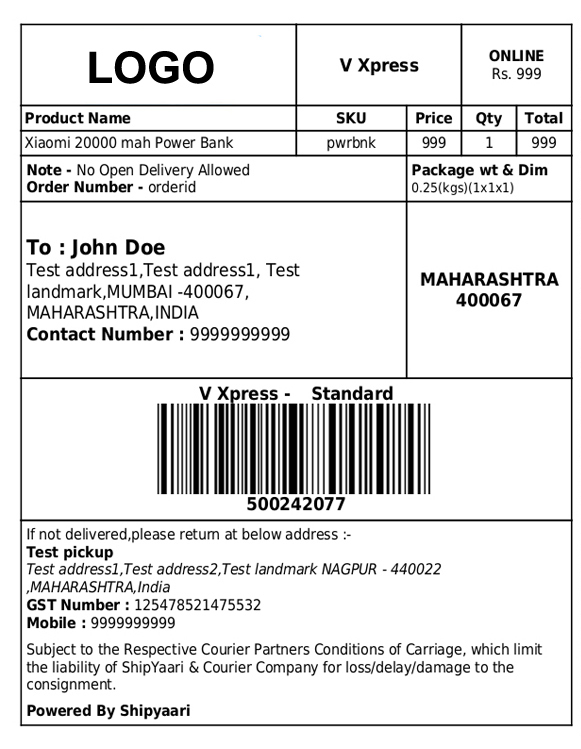 LOGO
V Xpress
ONLINE
Rs. 999
Product Name SKU Price Qty Total
Xiaomi 20000 mah Power Bank pwrbnk 999 1 999
Note - No Open Delivery Allowed
Order Number - orderid
Package wt & Dim
0.25(kgs)(1x1x1)
To : John Doe
Test address1,Test address1, Test
landmark,MUMBAI -400067,
MAHARASHTRA,INDIA
Contact Number : 9999999999
MAHARASHTRA
400067
V Xpress - Standard
500242077
If not delivered,please return at below address :-
Test pickup
Test address1,Test address2,Test landmark NAGPUR - 440022
,MAHARASHTRA,India
GST Number : 125478521475532
Mobile : 9999999999
Subject to the Respective Courier Partners Conditions of Carriage, which limit
the liability of ShipYaari & Courier Company for loss/delay/damage to the
consignment.
Powered By Shipyaari